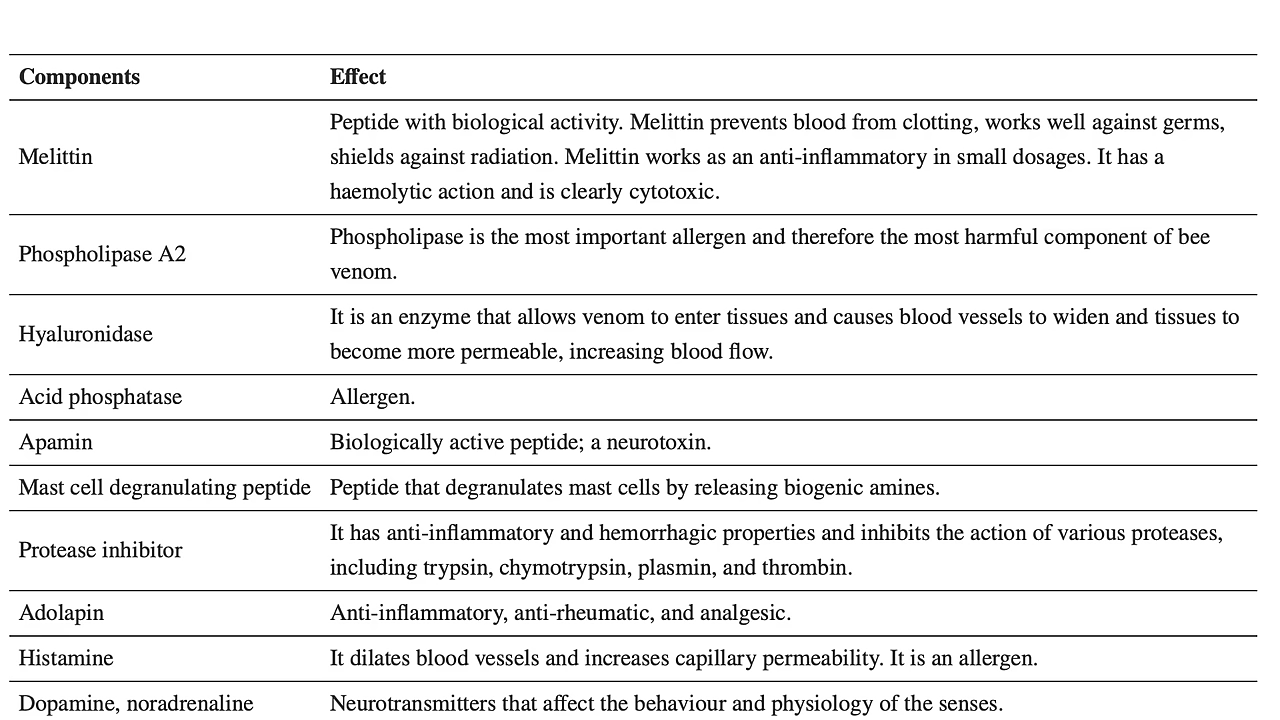 Components Effect
Peptide with biological activity. Melittin prevents blood from clotting, works well against germs,
Melittin shields against radiation. Melittin works as an anti-inflammatory in small dosages. It has a
haemolytic action and is clearly cytotoxic.
Phospholipase A2 Phospholipase is the most important allergen and therefore the most harmful component of bee
venom.
Hyaluronidase It is an enzyme that allows venom to enter tissues and causes blood vessels to widen and tissues to
become more permeable, increasing blood flow.
Acid phosphatase Allergen.
Apamin Biologically active peptide; a neurotoxin.
Mast cell degranulating peptide Peptide that degranulates mast cells by releasing biogenic amines.
Protease inhibitor It has anti-inflammatory and hemorrhagic properties and inhibits the action of various proteases,
including trypsin, chymotrypsin, plasmin, and thrombin.
Adolapin Anti-inflammatory, anti-rheumatic, and analgesic.
Histamine It dilates blood vessels and increases capillary permeability. It is an allergen.
Dopamine, noradrenaline Neurotransmitters that affect the behaviour and physiology of the senses.